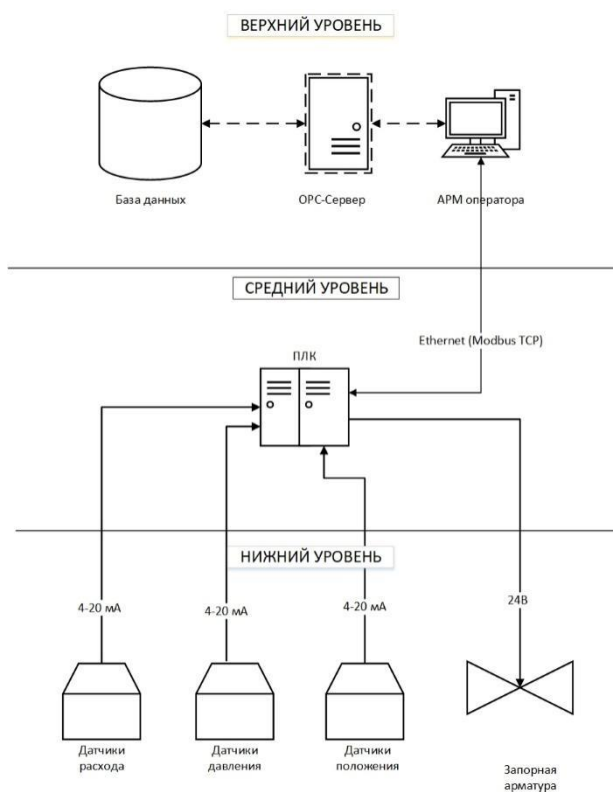 ВЕРХНИЙ УРОВЕНЬ
База данных
OPC-Сервер
АРМ оператора
СРЕДНИЙ УРОВЕНЬ
Ethernet (Modbus TCP)
ПЛК
НИЖНИЙ УРОВЕНЬ
4-20 мА
4-20 мА
4-20 мА
24В
Датчики
расхода
Датчики
давления
Датчики
положения
Запорная
арматура